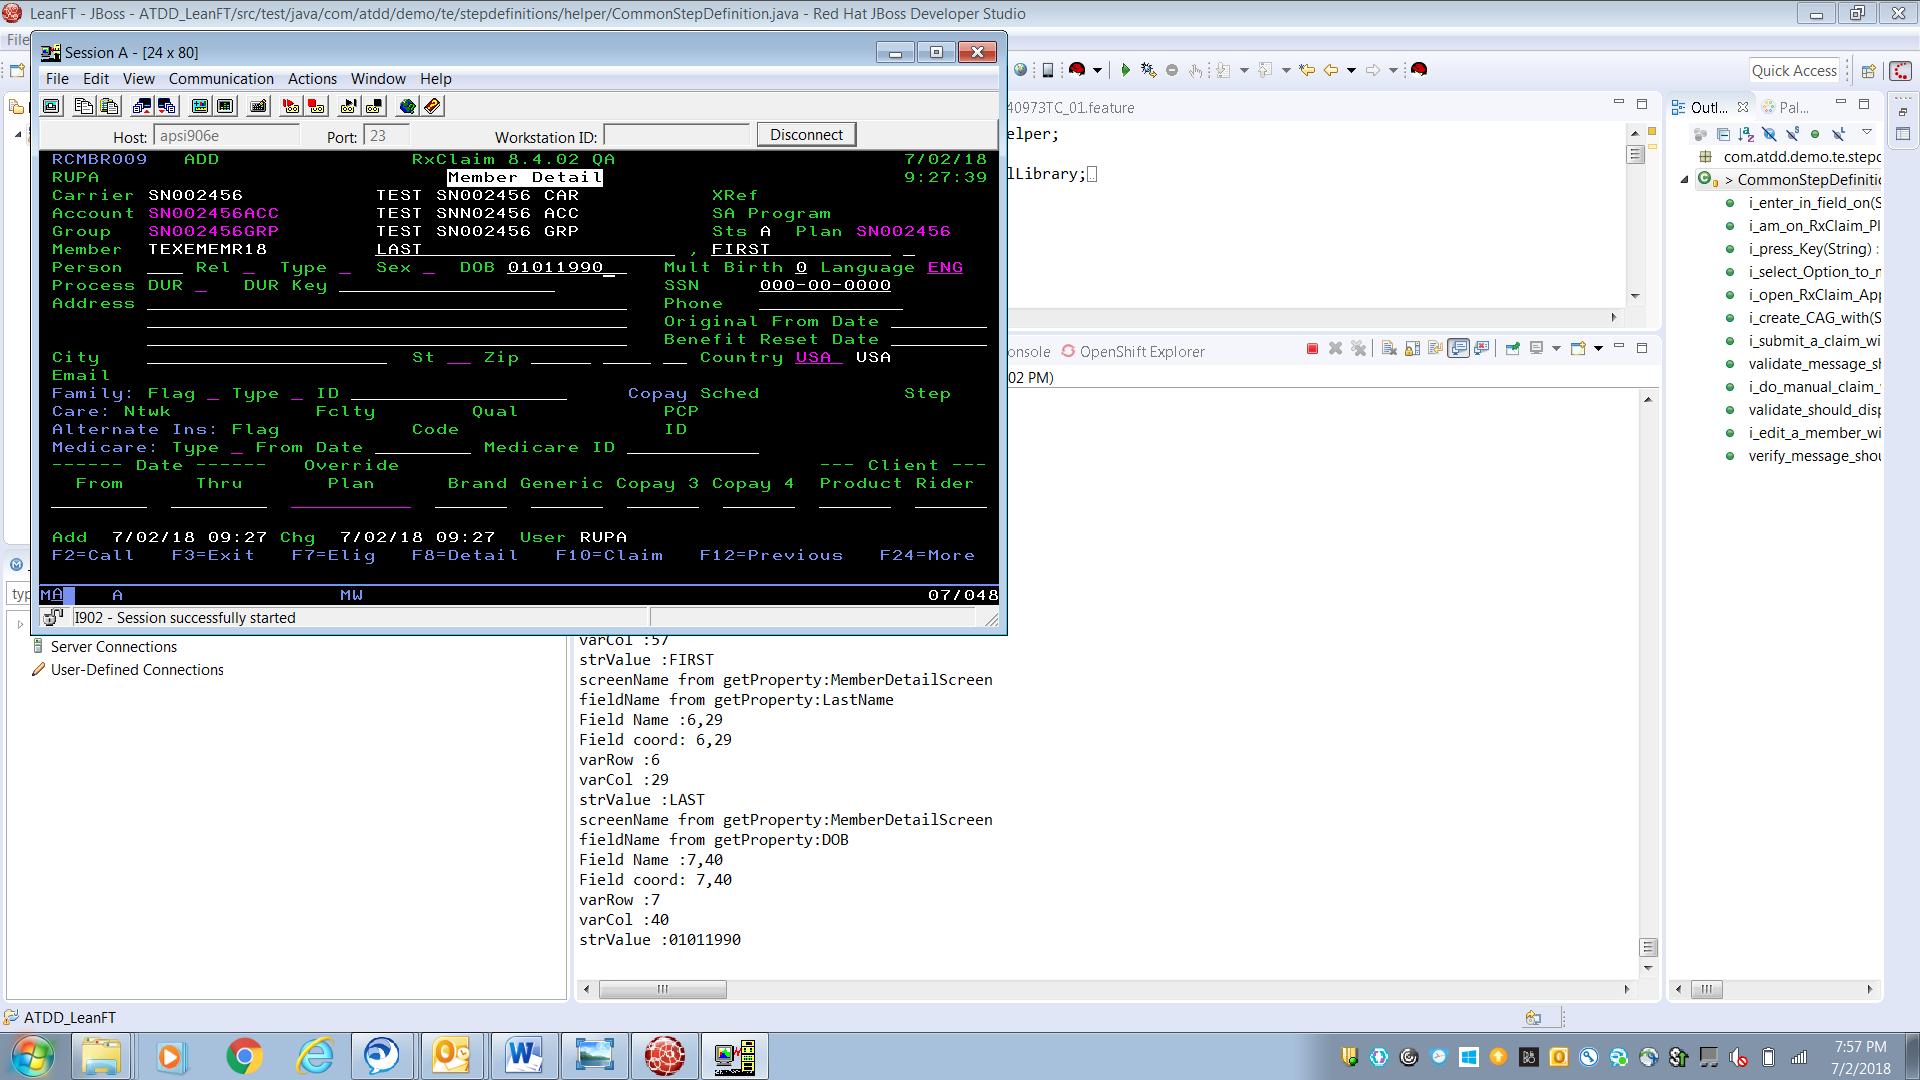 LeanFT - JBoss - ATDD_LeanFT/src/test/java/com/atdd/demo/te/stepdefinitions/helper/CommonStepDefinition.java - Red Hat JBoss Developer Studio
File
Session A - [24 x 80]
File Edit View Communication Actions Window Help
Host: apsi906e Port: 23 Workstation ID: Disconnect
RCMBR009 ADD RxClaim 8.4.02 QA 7/02/18
RUPA Member Detail 9:27:39
Carrier SN002456 TEST SN002456 CAR XRef
Account SN002456ACC TEST SNN02456 ACC SA Program
Group SN002456GRP TEST SN002456 GRP Sts A Plan SN002456
Member TEXEMEMR18 LAST , FIRST
Person Rel Type Sex DOB 01011990 Mult Birth 0 Language ENG
Process DUR DUR Key SSN 000-00-0000
Address Phone
Original From Date
Benefit Reset Date
City St Zip Country USA USA
Email
Family: Flag Type ID Copay Sched Step
Care: Ntwk Fclty Qual PCP
Alternate Ins: Flag Code ID
Medicare: Type From Date Medicare ID
------ Date ------ Override --- Client ---
From Thru Plan Brand Generic Copay 3 Copay 4 Product Rider
Add 7/02/18 09:27 Chg 7/02/18 09:27 User RUPA
F2=Call F3=Exit F7=Elig F8=Detail F10=Claim F12=Previous F24=More
MA A MW 07/048
I902 - Session successfully started
Quick Access
40973TC_01.feature
elper;
lLibrary;
onsole OpenShift Explorer
02 PM)
Outl... Pal...
com.atdd.demo.te.stepc
> CommonStepDefiniti
i_enter_in_field_on(S
i_am_on_RxClaim_Pl
i_press_Key(String) :
i_select_Option_to_n
i_open_RxClaim_App
i_create_CAG_with(S
i_submit_a_claim_wi
validate_message_sh
i_do_manual_claim_
validate_should_disp
i_edit_a_member_wi
verify_message_shou
typ
Server Connections
User-Defined Connections
varCol :57
strValue :FIRST
screenName from getProperty:MemberDetailScreen
fieldName from getProperty:LastName
Field Name :6,29
Field coord: 6,29
varRow :6
varCol :29
strValue :LAST
screenName from getProperty:MemberDetailScreen
fieldName from getProperty:DOB
Field Name :7,40
Field coord: 7,40
varRow :7
varCol :40
strValue :01011990
ATDD_LeanFT
7:57 PM
7/2/2018